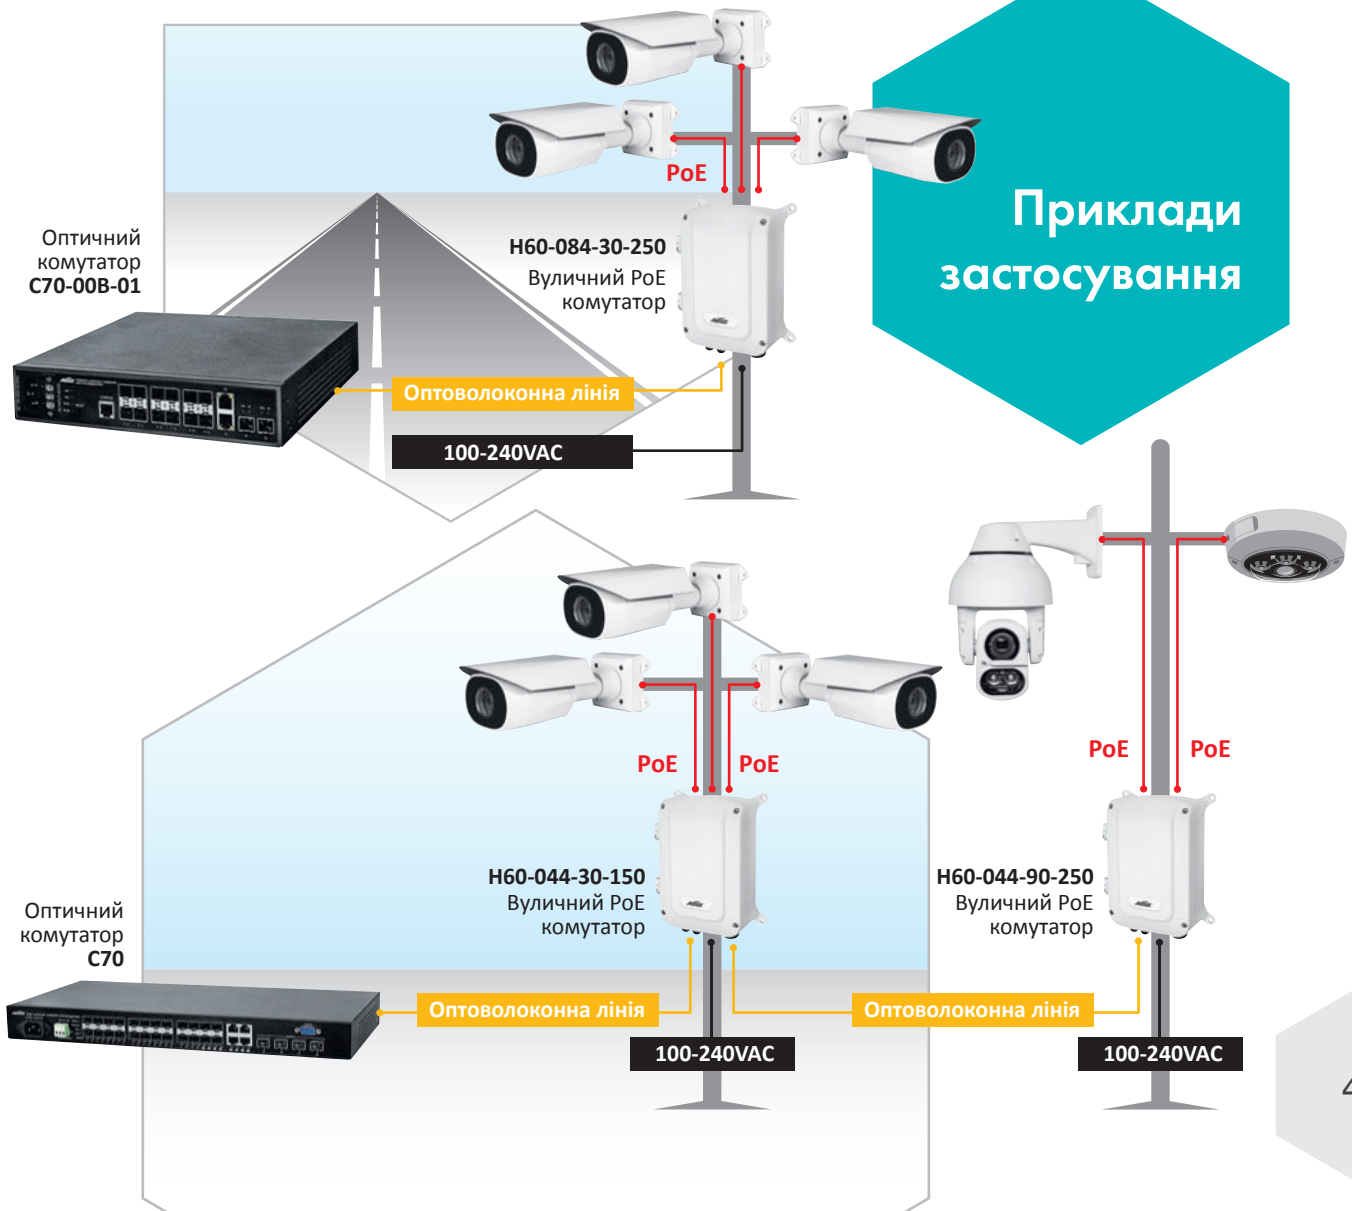 Приклади
застосування
PoE
Оптичний
комутатор
C70-00B-01
H60-084-30-250
Вуличний PoE
комутатор
Оптоволоконна лінія
100-240VAC
PoE
PoE
PoE
PoE
H60-044-30-150
Вуличний PoE
комутатор
H60-044-90-250
Вуличний PoE
комутатор
Оптичний
комутатор
C70
Оптоволоконна лінія
Оптоволоконна лінія
100-240VAC
100-240VAC